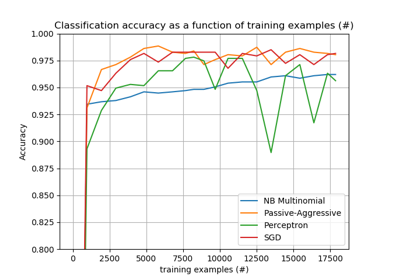 Classification accuracy as a function of training examples (#)
1.000
0.975
0.950
0.925
0.900
0.875
0.850
0.825
0.800
Accuracy
NB Multinomial
Passive-Aggressive
Perceptron
SGD
0 2500 5000 7500 10000 12500 15000 17500
training examples (#)